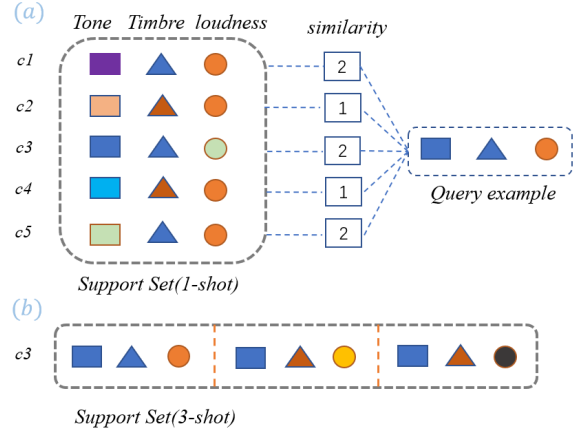 (a)
Tone Timbre loudness
similarity
c1 2
c2 1
c3 2
c4 1
c5 2
Query example
Support Set(1-shot)
(b)
c3
Support Set(3-shot)